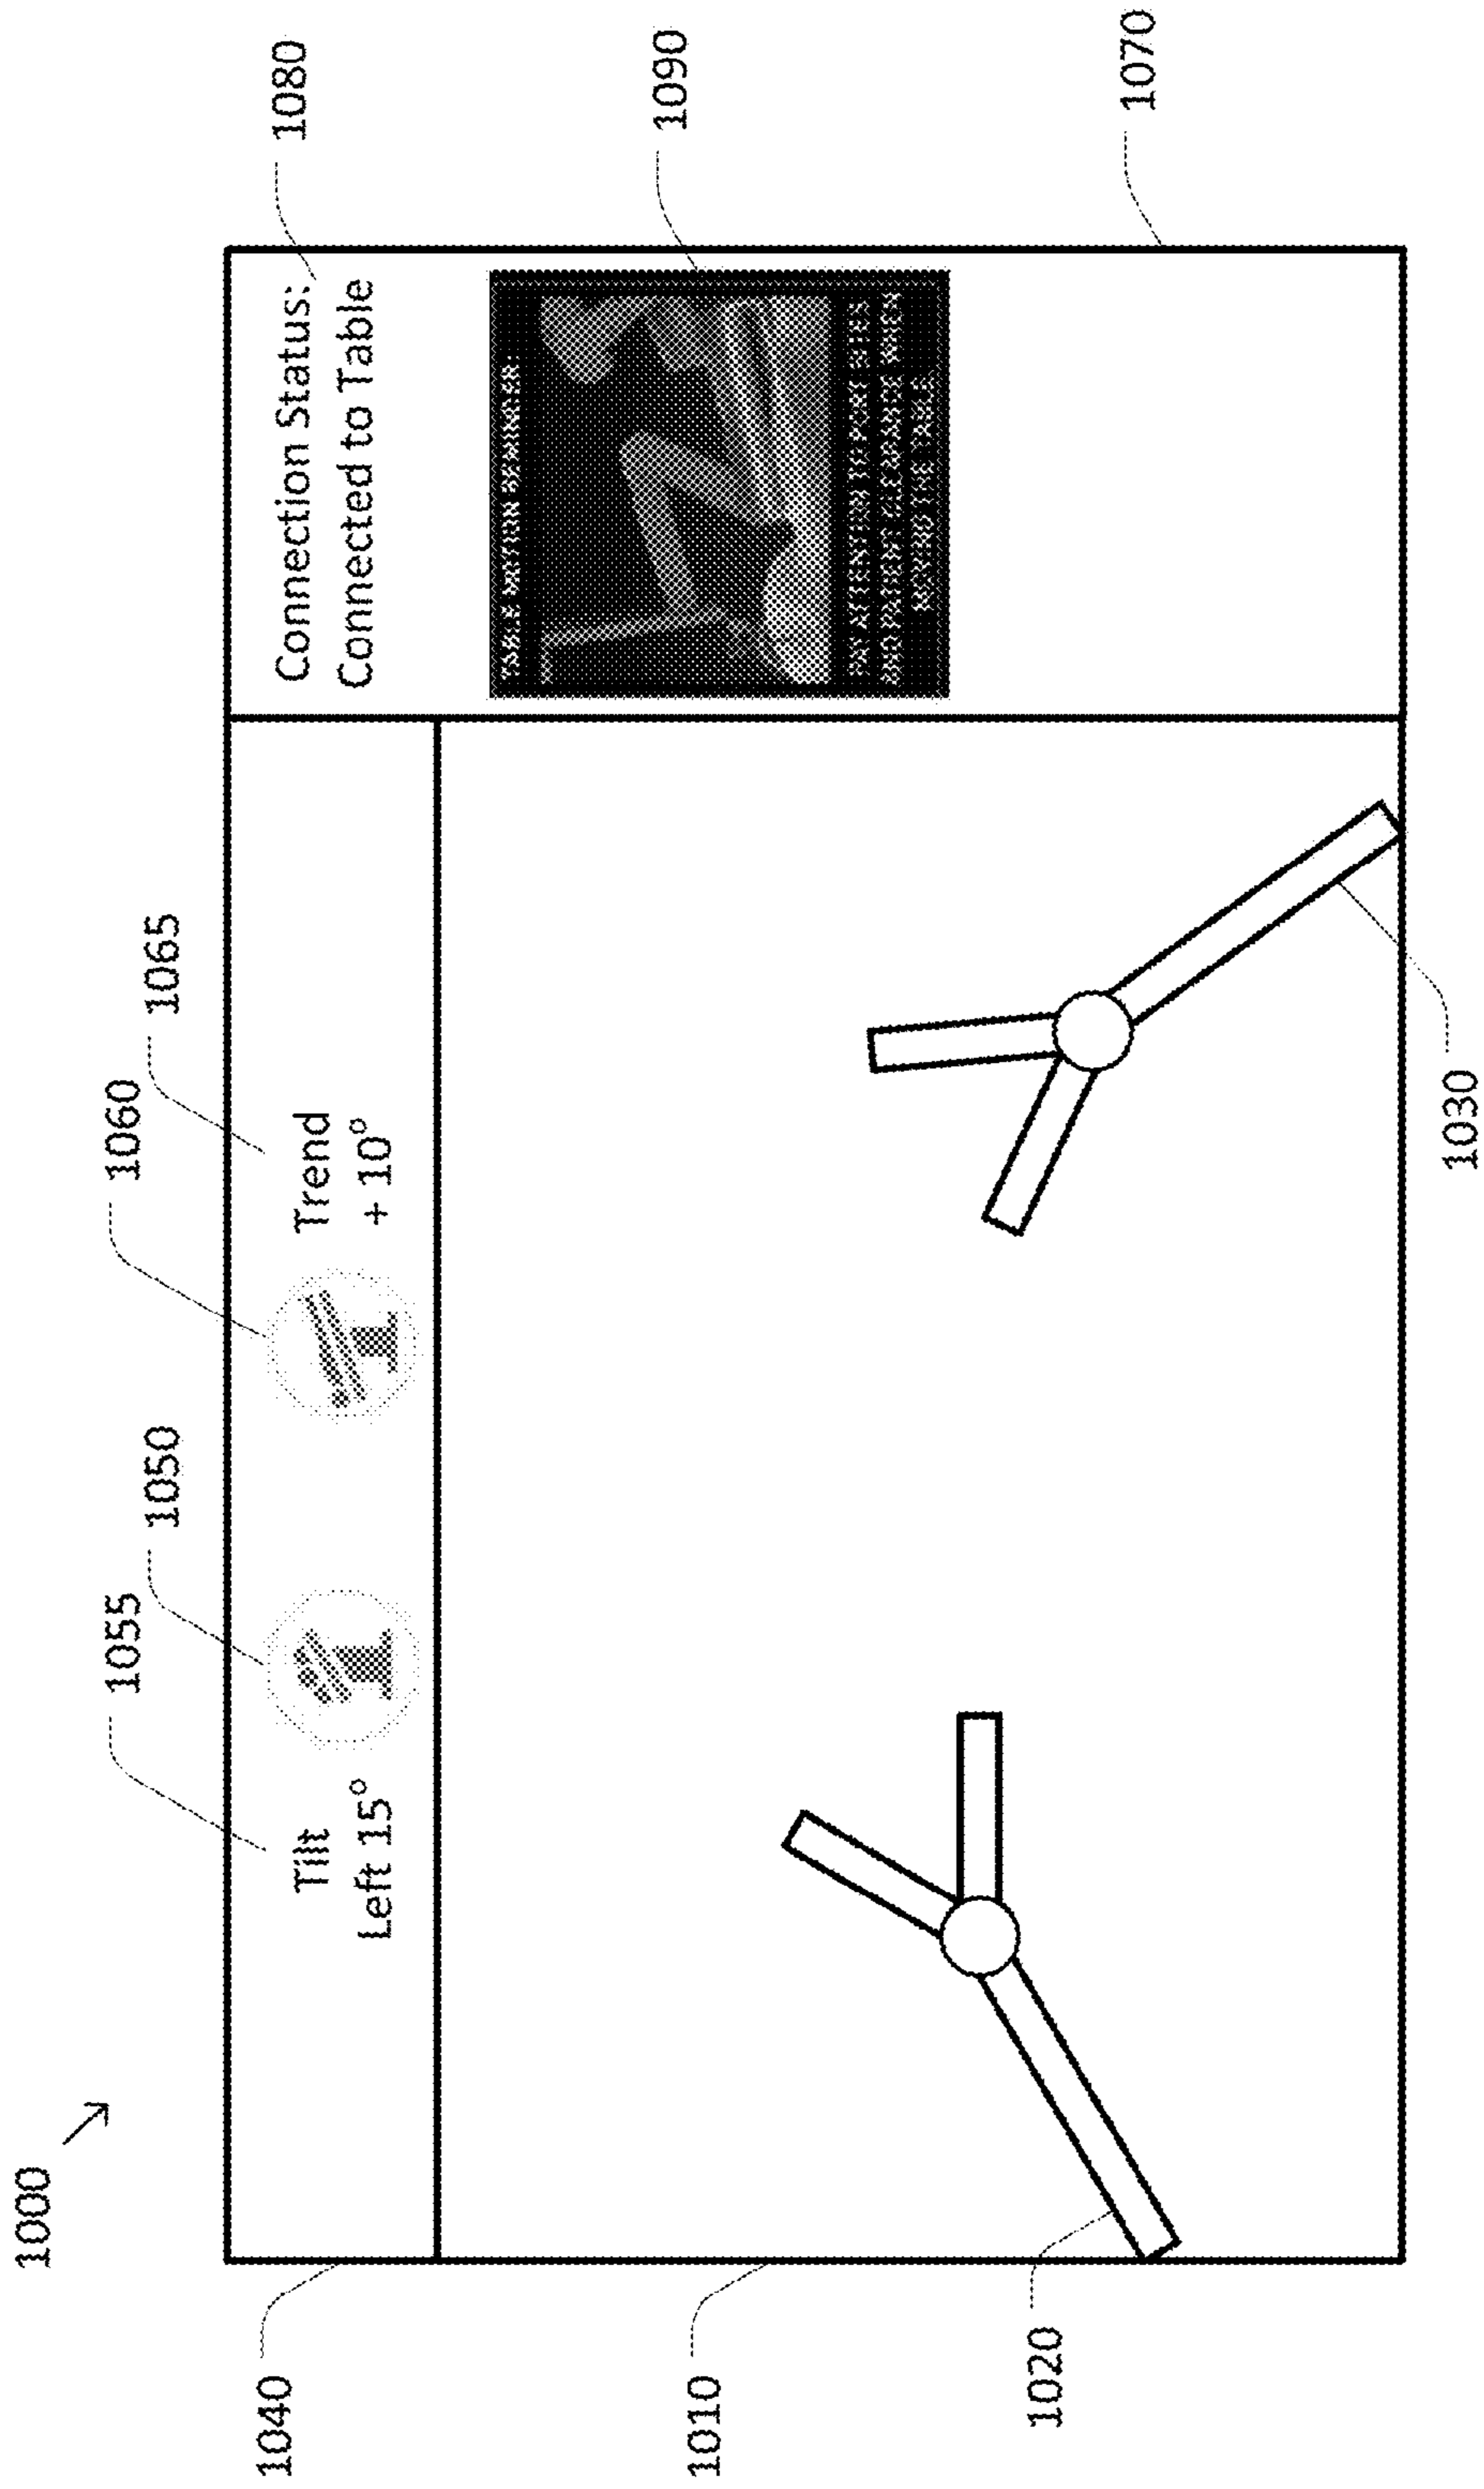 1000
1055
1050
1060
1065
1040
Tilt
Left 15°
Trend
+ 10°
Connection Status:
Connected to Table
1080
TABLE MOTION REMINDER:
PAY ATTENTION TO PORT SITES
AND PATIENT CLEARANCE WHEN
MOVING THE TABLE
1090
1010
1020
1030
1070